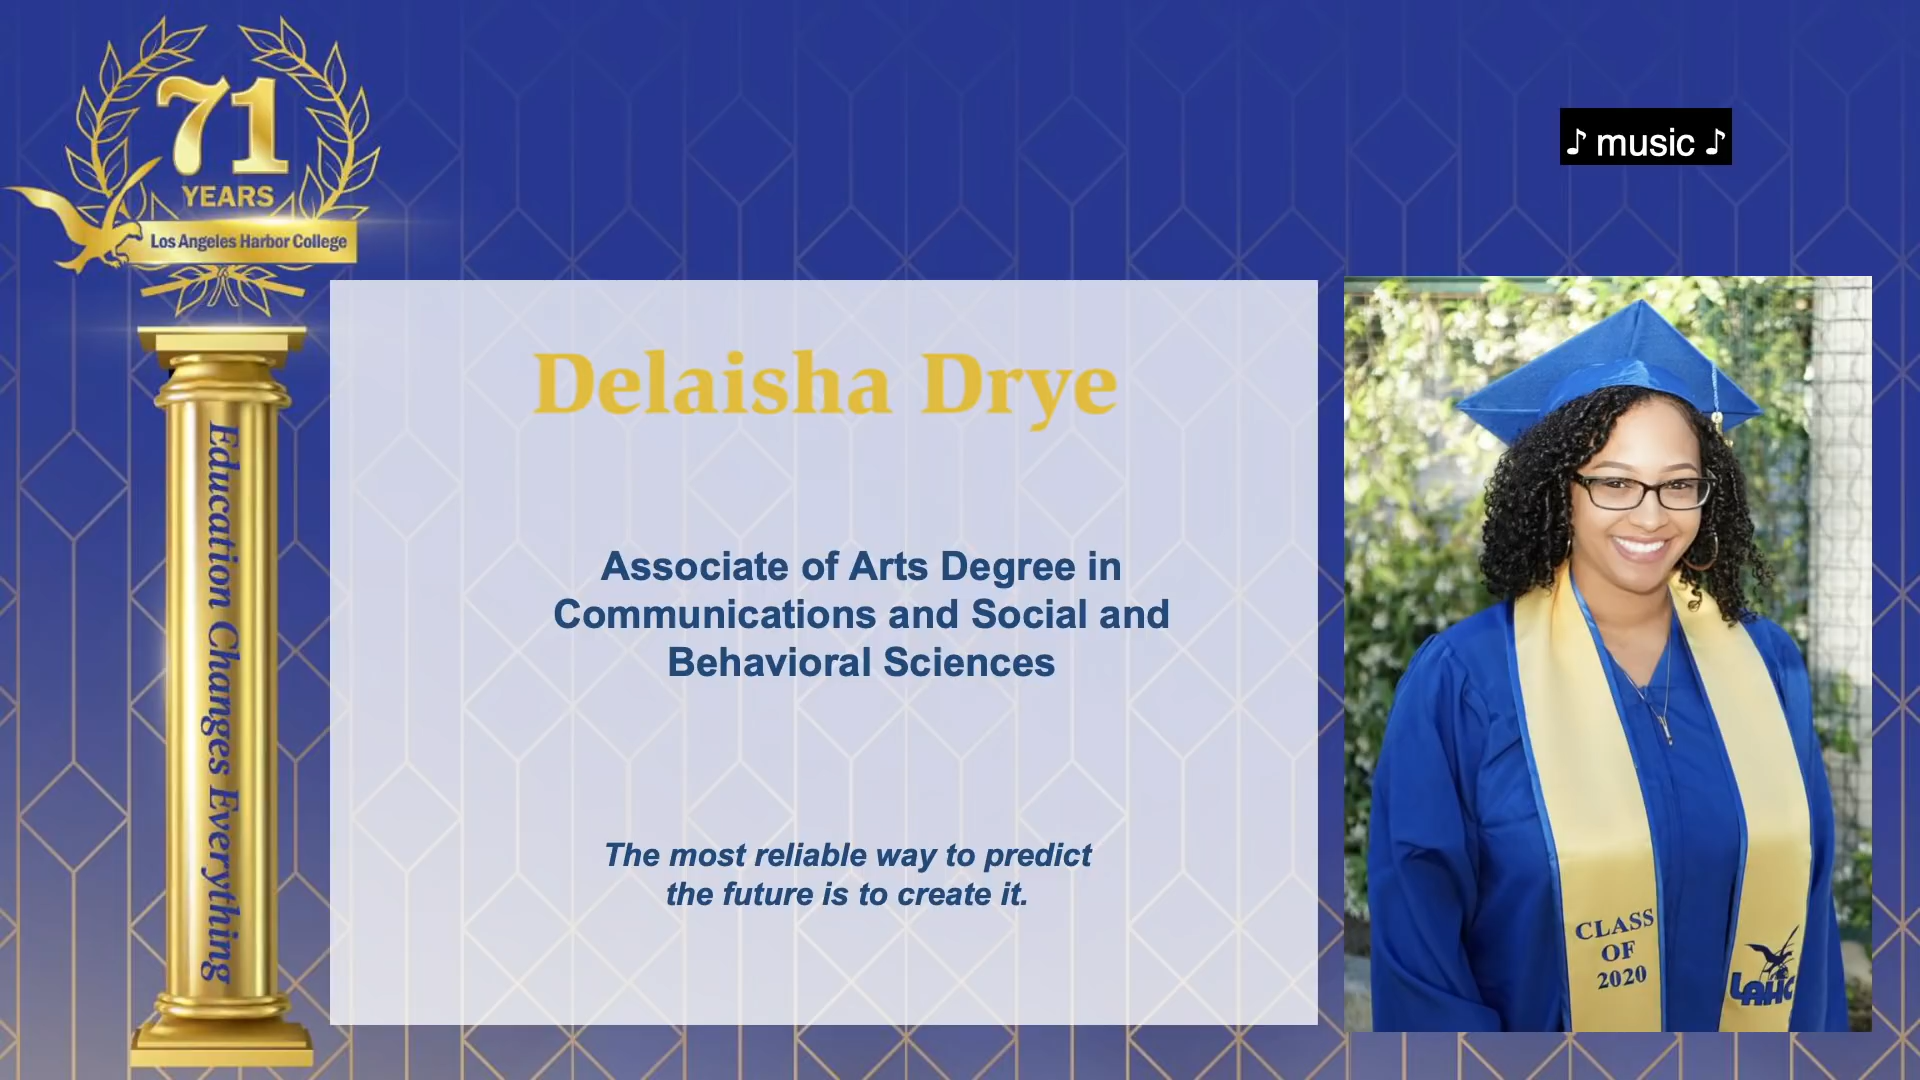 71
YEARS
Los Angeles Harbor College
Education Changes Everything
♪ music ♪
Delaisha Drye
Associate of Arts Degree in
Communications and Social and
Behavioral Sciences
The most reliable way to predict
the future is to create it.
CLASS
OF
2020
LAHC